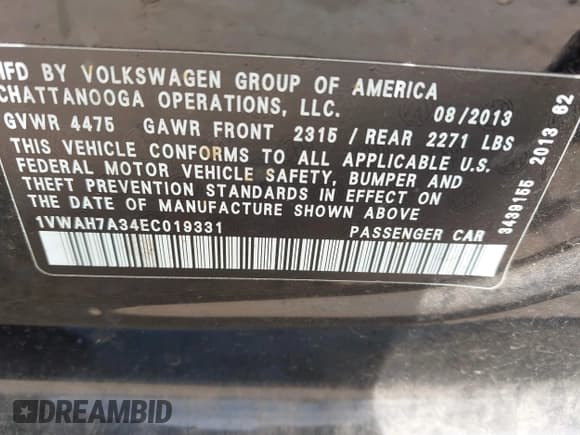 MFD BY VOLKSWAGEN GROUP OF AMERICA
CHATTANOOGA OPERATIONS, LLC. 08/2013
GVWR 4475 GAWR FRONT 2315 / REAR 2271 LBS
THIS VEHICLE CONFORMS TO ALL APPLICABLE U.S.
FEDERAL MOTOR VEHICLE SAFETY, BUMPER AND
THEFT PREVENTION STANDARDS IN EFFECT ON
THE DATE OF MANUFACTURE SHOWN ABOVE
1VWAH7A34EC019331 PASSENGER CAR
3439155 2013 62
DREAMBID